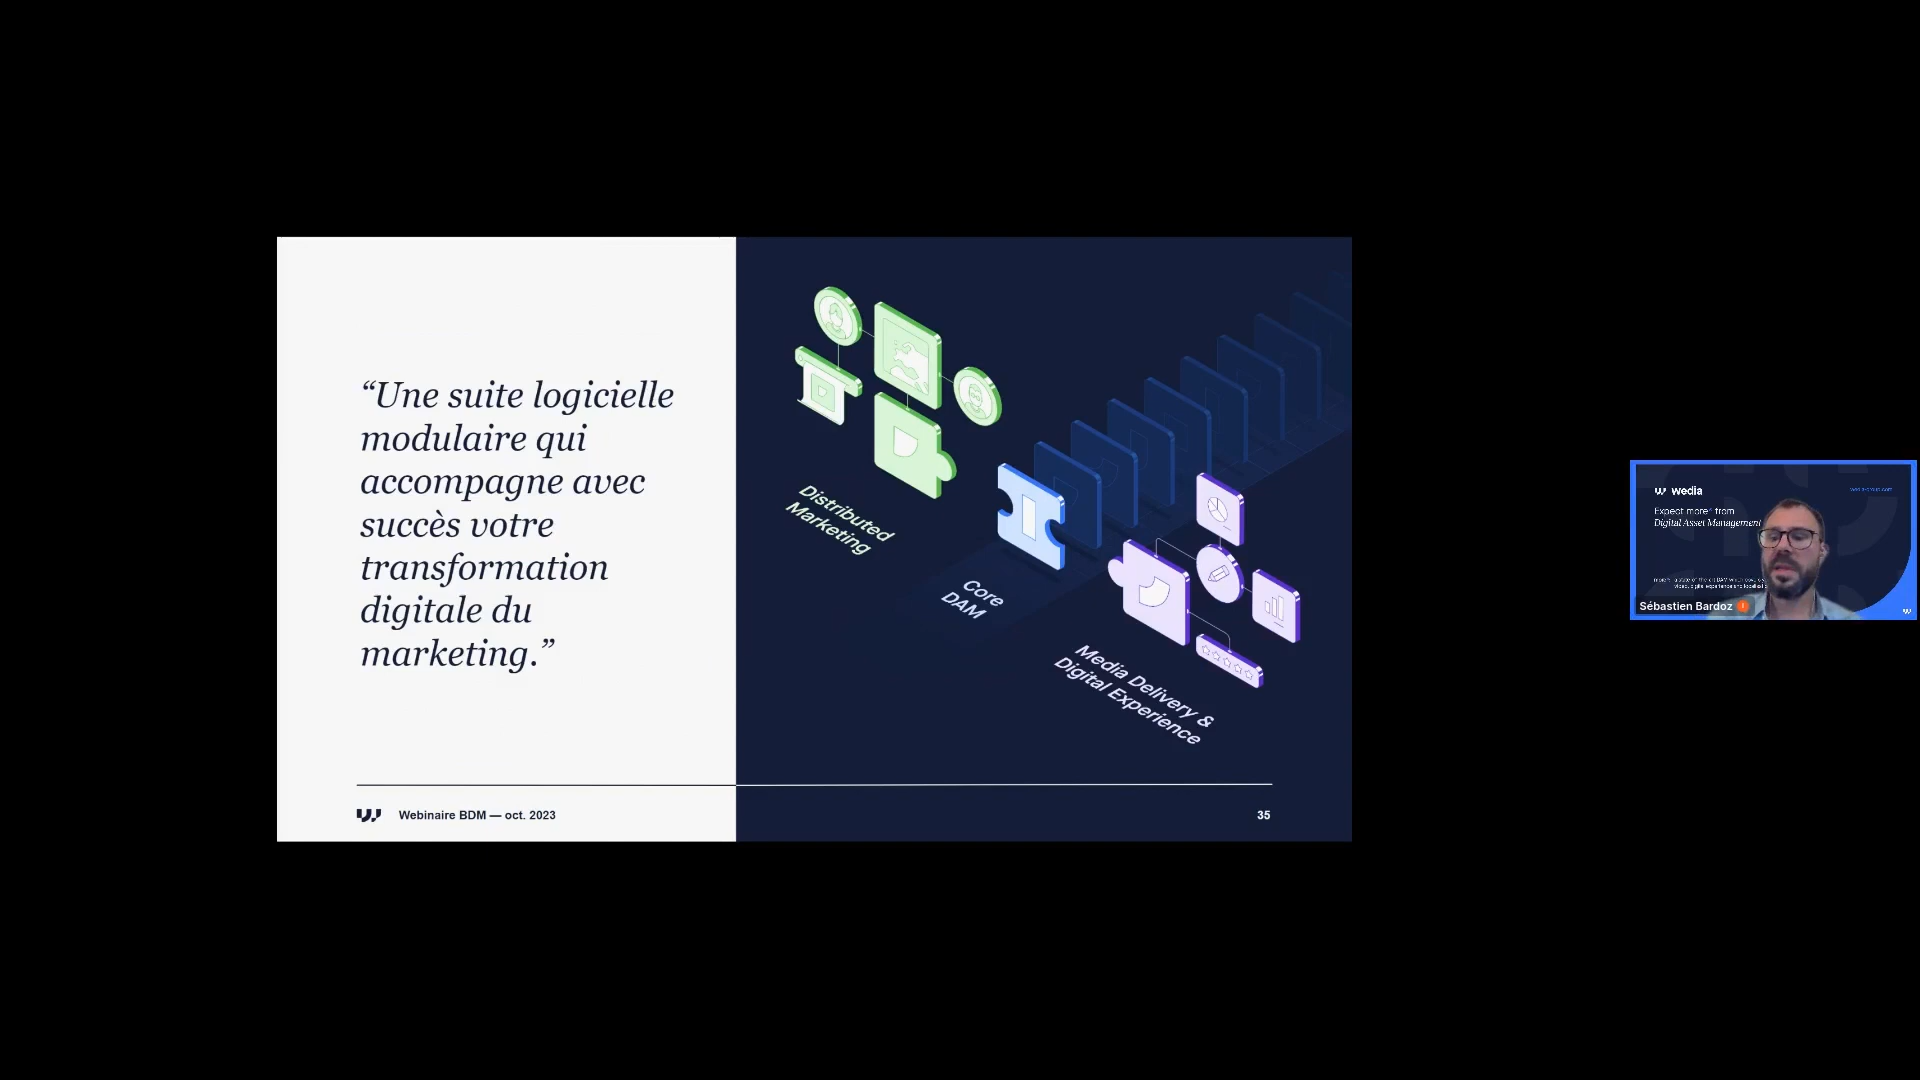 “Une suite logicielle
modulaire qui
accompagne avec
succès votre
transformation
digitale du
marketing.”
Distributed
Marketing
Core
DAM
Media Delivery &
Digital Experience
Webinaire BDM — oct. 2023
35
wedia
Expect more* from
Digital Asset Management
Sébastien Bardoz